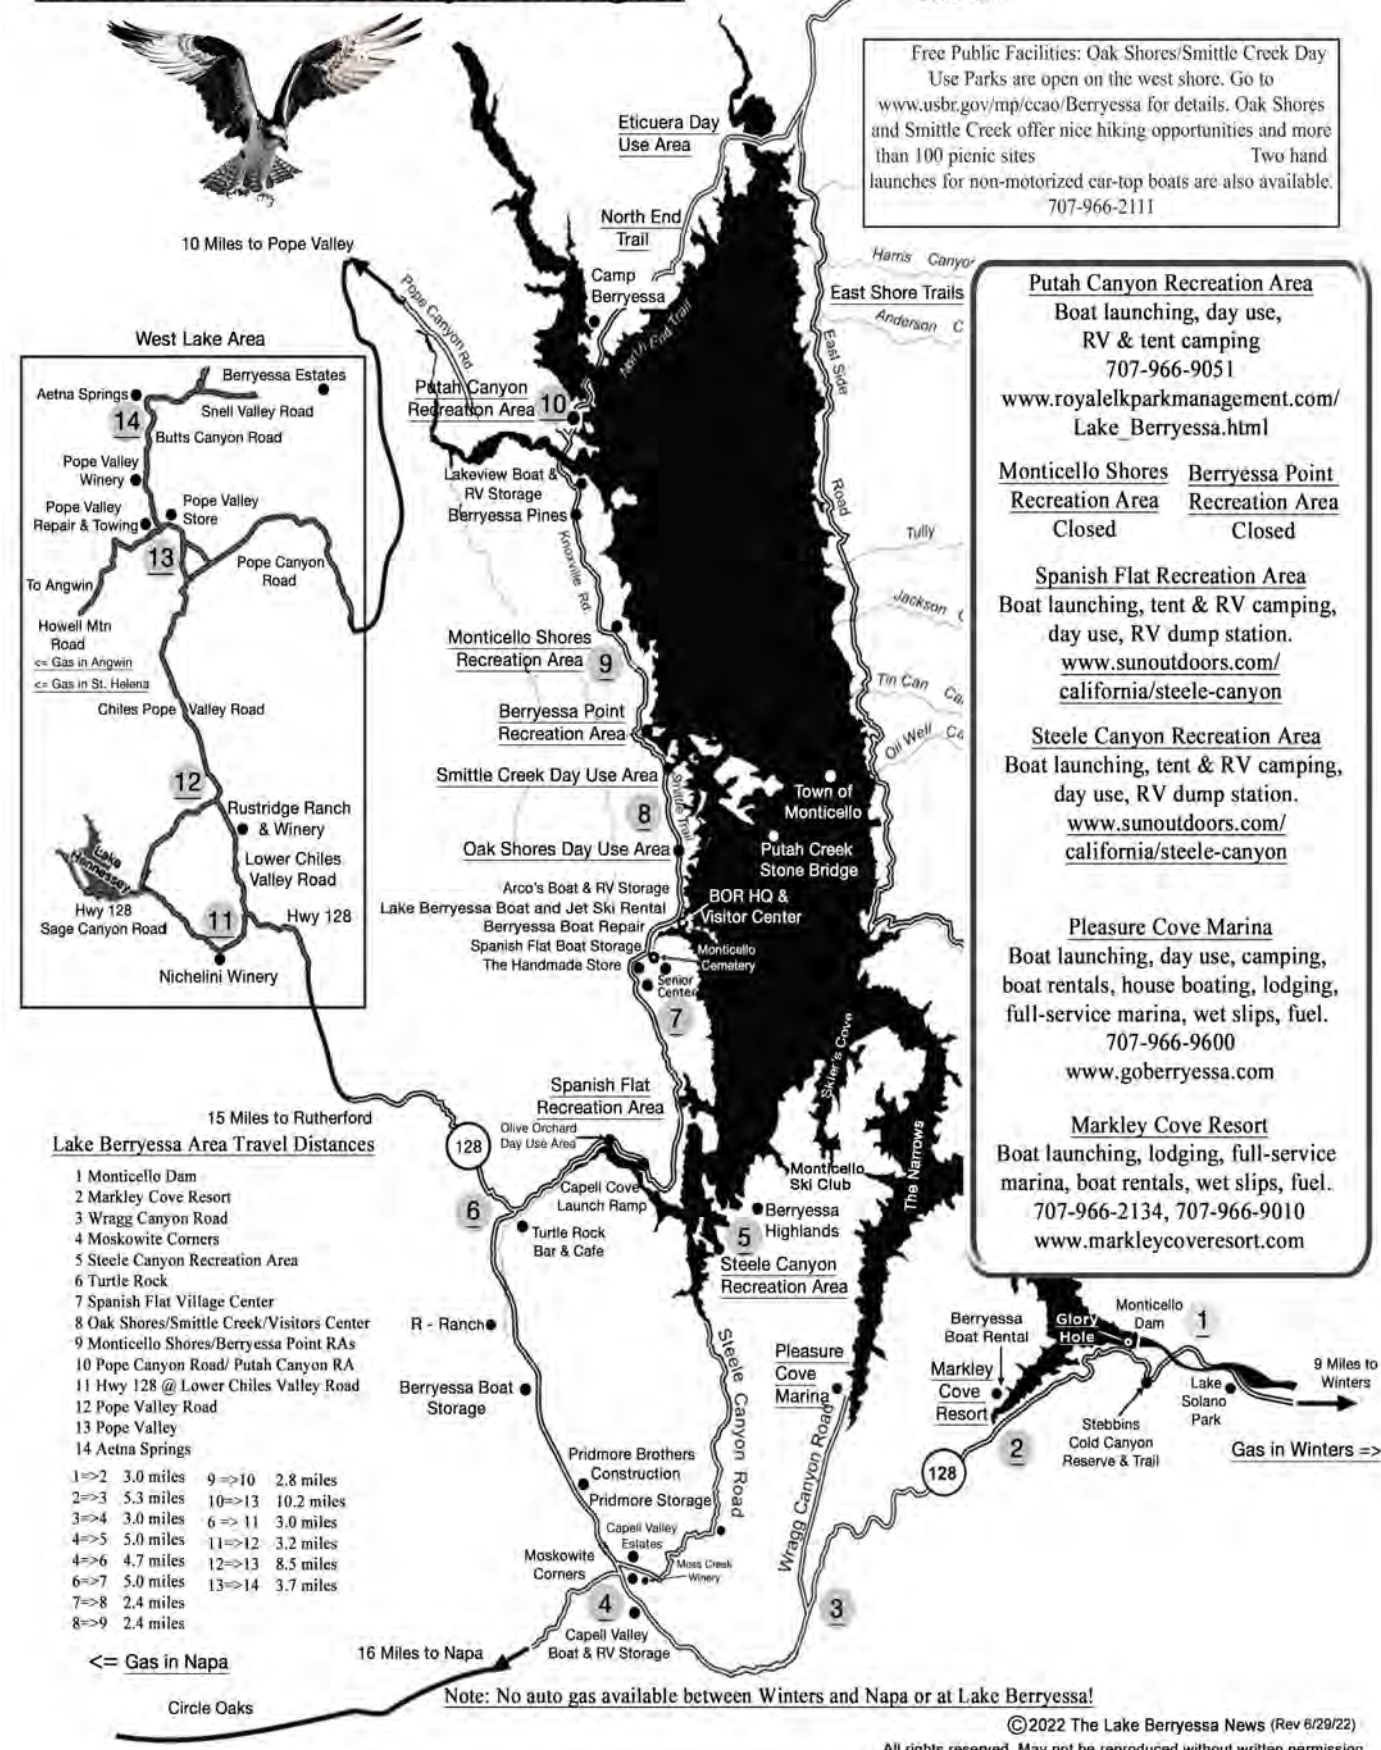 Free Public Facilities: Oak Shores/Smittle Creek Day
Use Parks are open on the west shore. Go to
www.usbr.gov/mp/ccao/Berryessa for details. Oak Shores
and Smittle Creek offer nice hiking opportunities and more
than 100 picnic sites Two hand
launches for non-motorized car-top boats are also available.
707-966-2111
Eticuera Day
Use Area
North End
Trail
10 Miles to Pope Valley
Camp
Berryessa
Pope Canyon Rd.
North End Trail
Harris Canyon
East Shore Trails
Anderson C
East Side
Road
Tully
Jackson C
Tin Can Ca
Oil Well Ca
West Lake Area
Aetna Springs
Berryessa Estates
Snell Valley Road
14
Butts Canyon Road
Pope Valley
Winery
Pope Valley
Repair & Towing
Pope Valley
Store
13
Pope Canyon
Road
To Angwin
Howell Mtn
Road
<= Gas in Angwin
<= Gas in St. Helena
Chiles Pope Valley Road
12
Rustridge Ranch
& Winery
Lake
Hennessey
Lower Chiles
Valley Road
Hwy 128
Sage Canyon Road
11
Hwy 128
Nichelini Winery
Putah Canyon
Recreation Area
10
Lakeview Boat &
RV Storage
Berryessa Pines
Knoxville Rd.
Monticello Shores
Recreation Area
9
Berryessa Point
Recreation Area
Smittle Creek Day Use Area
Smittle Trail
8
Oak Shores Day Use Area
Town of
Monticello
Putah Creek
Stone Bridge
Arco's Boat & RV Storage
Lake Berryessa Boat and Jet Ski Rental
Berryessa Boat Repair
Spanish Flat Boat Storage
The Handmade Store
BOR HQ &
Visitor Center
Monticello
Cemetery
Senior
Center
7
Skier's Cove
The Narrows
Spanish Flat
Recreation Area
Olive Orchard
Day Use Area
15 Miles to Rutherford
128
6
Capell Cove
Launch Ramp
Turtle Rock
Bar & Cafe
Monticello
Ski Club
Berryessa
Highlands
5
Steele Canyon
Recreation Area
R - Ranch
Berryessa Boat
Storage
Steele Canyon Road
Pleasure
Cove
Marina
Wragg Canyon Road
Pridmore Brothers
Construction
Pridmore Storage
Capell Valley
Estates
Moss Creek
Winery
Moskowite
Corners
4
Capell Valley
Boat & RV Storage
3
16 Miles to Napa
Circle Oaks
Berryessa
Boat Rental
Markley
Cove
Resort
2
128
Glory
Hole
Monticello
Dam
1
Stebbins
Cold Canyon
Reserve & Trail
Lake
Solano
Park
9 Miles to
Winters
Gas in Winters =>
Putah Canyon Recreation Area
Boat launching, day use,
RV & tent camping
707-966-9051
www.royalelkparkmanagement.com/
Lake_Berryessa.html
Monticello Shores
Recreation Area
Closed
Berryessa Point
Recreation Area
Closed
Spanish Flat Recreation Area
Boat launching, tent & RV camping,
day use, RV dump station.
www.sunoutdoors.com/
california/steele-canyon
Steele Canyon Recreation Area
Boat launching, tent & RV camping,
day use, RV dump station.
www.sunoutdoors.com/
california/steele-canyon
Pleasure Cove Marina
Boat launching, day use, camping,
boat rentals, house boating, lodging,
full-service marina, wet slips, fuel.
707-966-9600
www.goberryessa.com
Markley Cove Resort
Boat launching, lodging, full-service
marina, boat rentals, wet slips, fuel.
707-966-2134, 707-966-9010
www.markleycoveresort.com
Lake Berryessa Area Travel Distances
1 Monticello Dam
2 Markley Cove Resort
3 Wragg Canyon Road
4 Moskowite Corners
5 Steele Canyon Recreation Area
6 Turtle Rock
7 Spanish Flat Village Center
8 Oak Shores/Smittle Creek/Visitors Center
9 Monticello Shores/Berryessa Point RAs
10 Pope Canyon Road/ Putah Canyon RA
11 Hwy 128 @ Lower Chiles Valley Road
12 Pope Valley Road
13 Pope Valley
14 Aetna Springs
1=>2 3.0 miles 9=>10 2.8 miles
2=>3 5.3 miles 10=>13 10.2 miles
3=>4 3.0 miles 6 => 11 3.0 miles
4=>5 5.0 miles 11=>12 3.2 miles
4=>6 4.7 miles 12=>13 8.5 miles
6=>7 5.0 miles 13=>14 3.7 miles
7=>8 2.4 miles
8=>9 2.4 miles
<= Gas in Napa
Note: No auto gas available between Winters and Napa or at Lake Berryessa!
©2022 The Lake Berryessa News (Rev 6/29/22)
All rights reserved. May not be reproduced without written permission